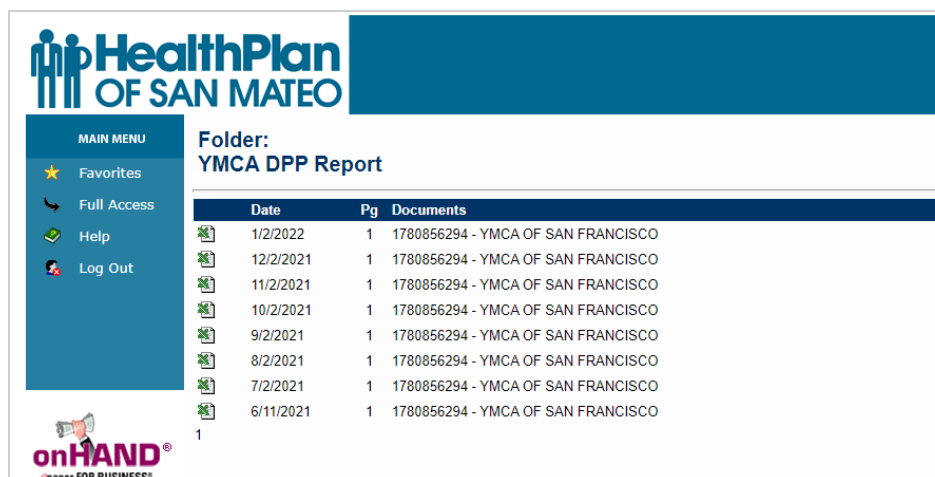 HealthPlan
OF SAN MATEO
MAIN MENU
Favorites
Full Access
Help
Log Out
Folder:
YMCA DPP Report
Date Pg Documents
1/2/2022 1 1780856294 - YMCA OF SAN FRANCISCO
12/2/2021 1 1780856294 - YMCA OF SAN FRANCISCO
11/2/2021 1 1780856294 - YMCA OF SAN FRANCISCO
10/2/2021 1 1780856294 - YMCA OF SAN FRANCISCO
9/2/2021 1 1780856294 - YMCA OF SAN FRANCISCO
8/2/2021 1 1780856294 - YMCA OF SAN FRANCISCO
7/2/2021 1 1780856294 - YMCA OF SAN FRANCISCO
6/11/2021 1 1780856294 - YMCA OF SAN FRANCISCO
1
onHAND®
FOR BUSINESS®